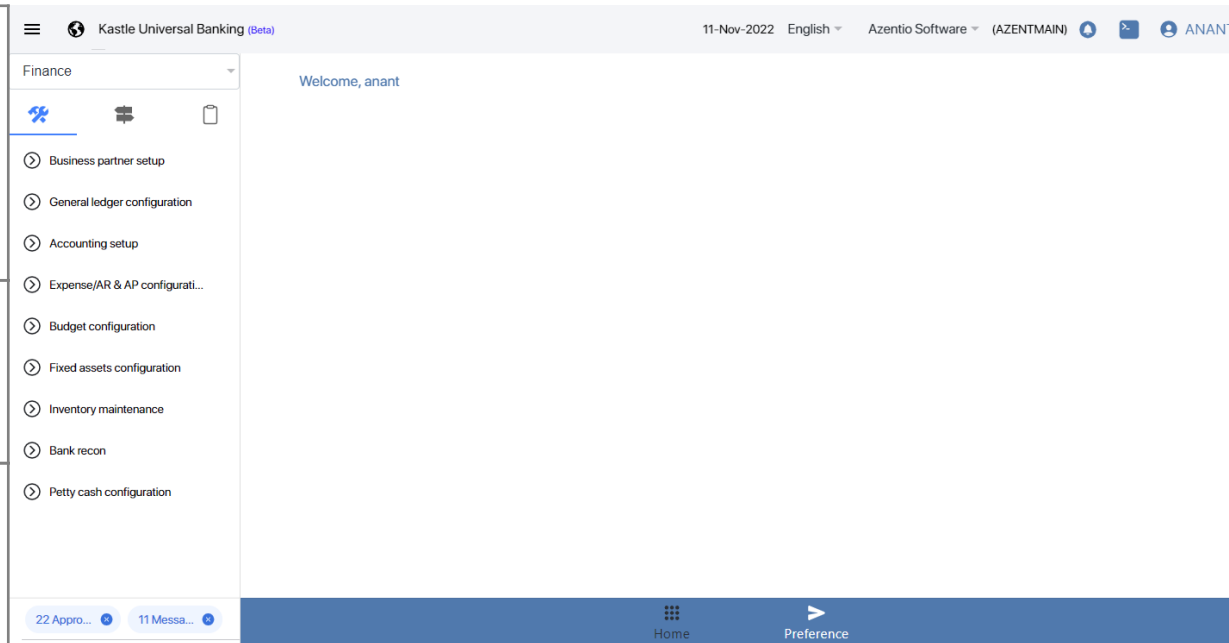 Kastle Universal Banking (Beta)
11-Nov-2022 English Azentio Software (AZENTMAIN) ANANT
Finance
Welcome, anant
Business partner setup
General ledger configuration
Accounting setup
Expense/AR & AP configurati...
Budget configuration
Fixed assets configuration
Inventory maintenance
Bank recon
Petty cash configuration
22 Appro... 11 Messa...
Home Preference